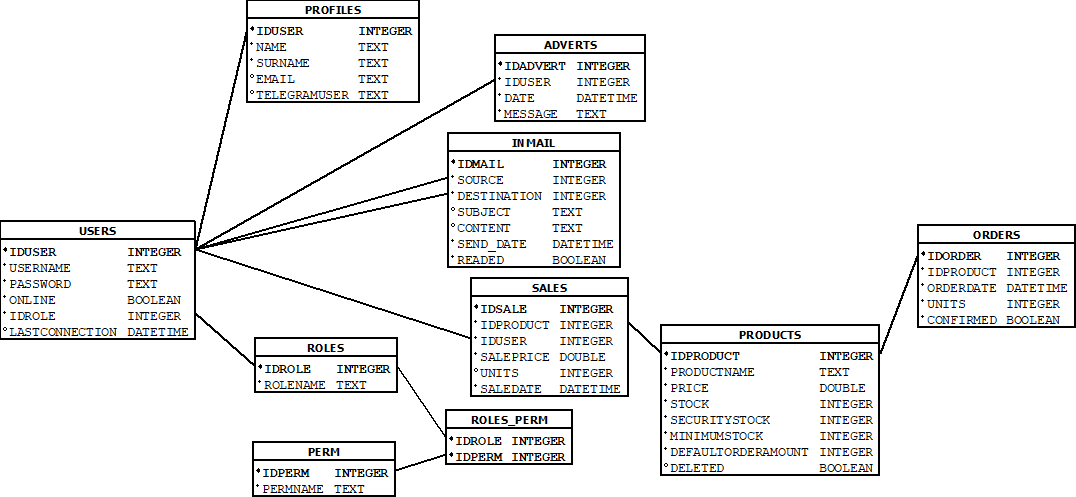 PROFILES
IDUSER INTEGER
NAME TEXT
SURNAME TEXT
EMAIL TEXT
TELEGRAMUSER TEXT
ADVERTS
IDADVERT INTEGER
IDUSER INTEGER
DATE DATETIME
MESSAGE TEXT
INMAIL
IDMAIL INTEGER
SOURCE INTEGER
DESTINATION INTEGER
SUBJECT TEXT
CONTENT TEXT
SEND_DATE DATETIME
READED BOOLEAN
USERS
IDUSER INTEGER
USERNAME TEXT
PASSWORD TEXT
ONLINE BOOLEAN
IDROLE INTEGER
LASTCONNECTION DATETIME
ORDERS
IDORDER INTEGER
IDPRODUCT INTEGER
ORDERDATE DATETIME
UNITS INTEGER
CONFIRMED BOOLEAN
SALES
IDSALE INTEGER
IDPRODUCT INTEGER
IDUSER INTEGER
SALEPRICE DOUBLE
UNITS INTEGER
SALEDATE DATETIME
PRODUCTS
IDPRODUCT INTEGER
PRODUCTNAME TEXT
PRICE DOUBLE
STOCK INTEGER
SECURITYSTOCK INTEGER
MINIMUMSTOCK INTEGER
DEFAULTORDERAMOUNT INTEGER
DELETED BOOLEAN
ROLES
IDROLE INTEGER
ROLENAME TEXT
ROLES_PERM
IDROLE INTEGER
IDPERM INTEGER
PERM
IDPERM INTEGER
PERMNAME TEXT